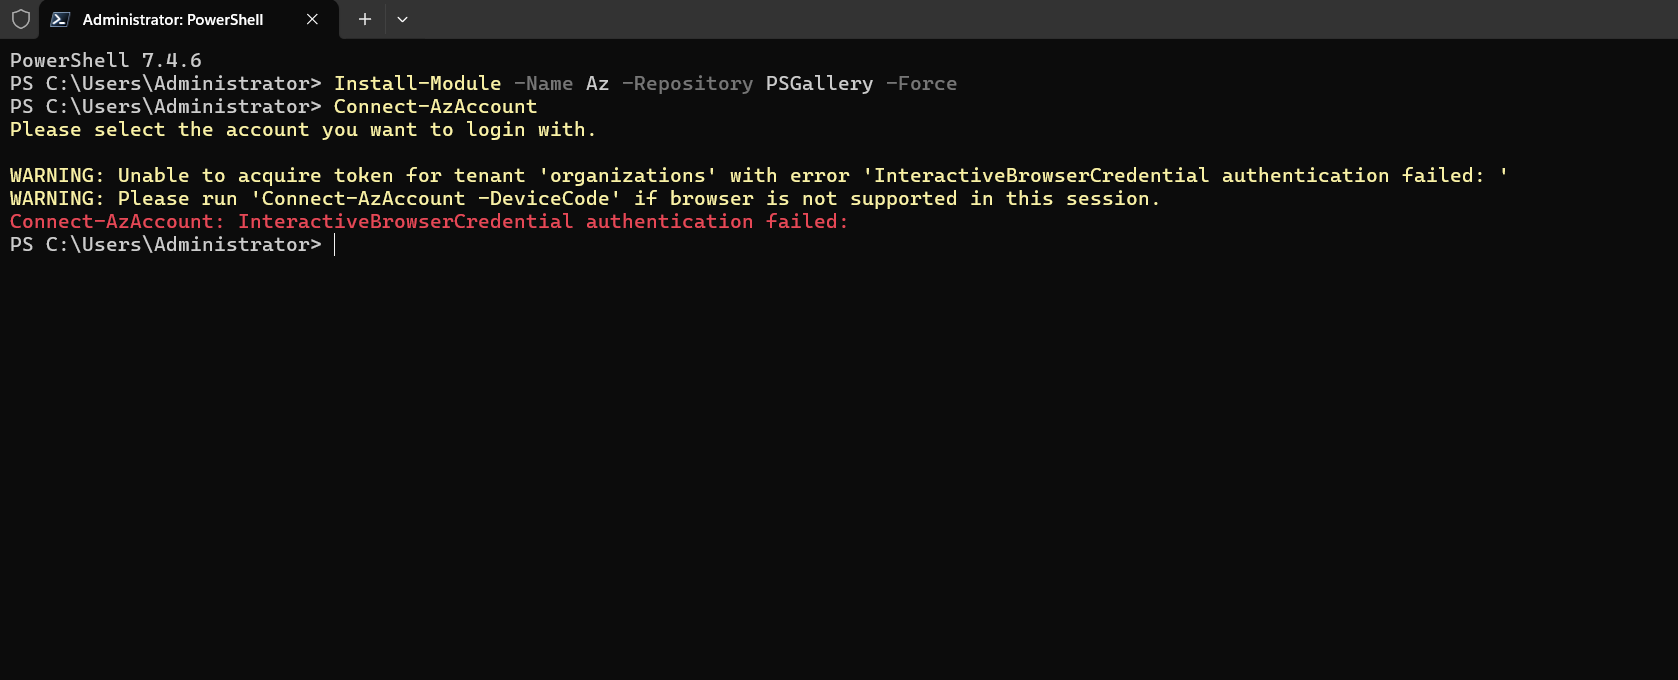 Administrator: PowerShell
PowerShell 7.4.6
PS C:\Users\Administrator> Install-Module -Name Az -Repository PSGallery -Force
PS C:\Users\Administrator> Connect-AzAccount
Please select the account you want to login with.
WARNING: Unable to acquire token for tenant 'organizations' with error 'InteractiveBrowserCredential authentication failed: '
WARNING: Please run 'Connect-AzAccount -DeviceCode' if browser is not supported in this session.
Connect-AzAccount: InteractiveBrowserCredential authentication failed:
PS C:\Users\Administrator>